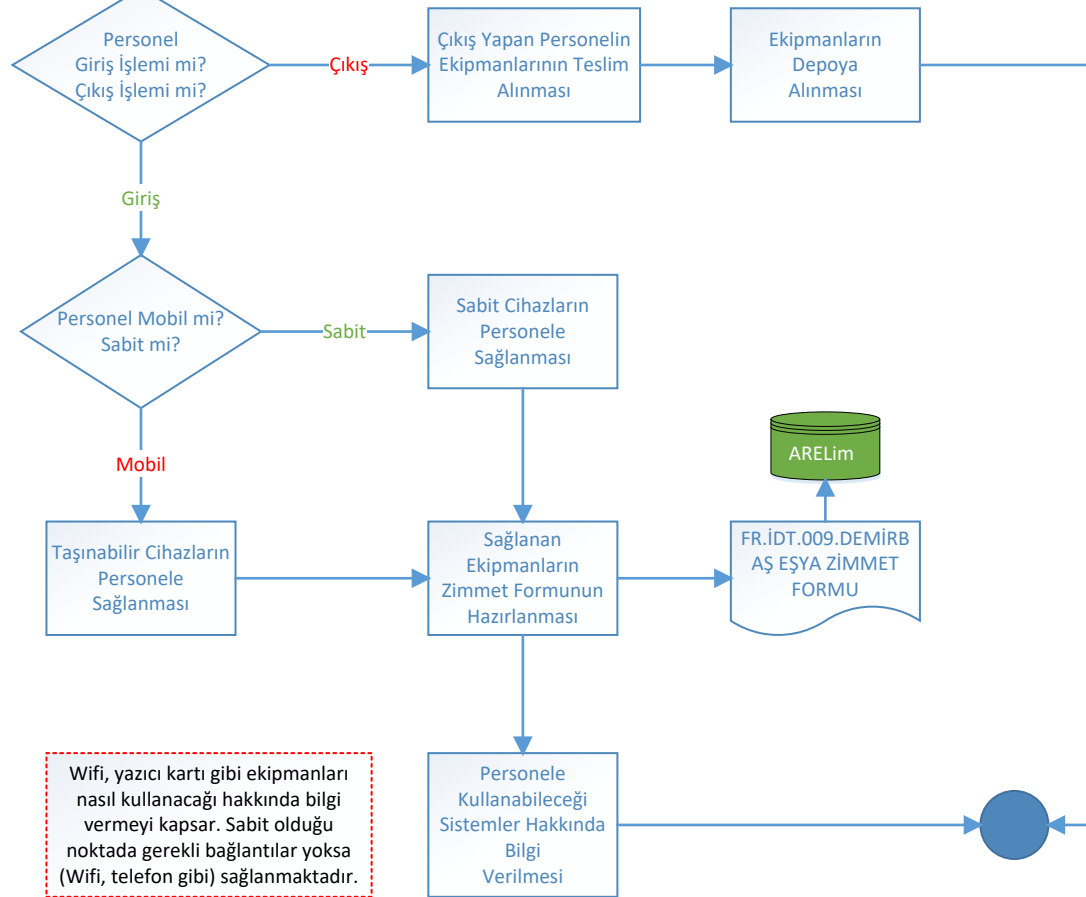 Personel
Giriş İşlemi mi?
Çıkış İşlemi mi?
Çıkış
Çıkış Yapan Personelin
Ekipmanlarının Teslim
Alınması
Ekipmanların
Depoya
Alınması
Giriş
Personel Mobil mi?
Sabit mi?
Sabit
Sabit Cihazların
Personele
Sağlanması
ARELim
Mobil
Taşınabilir Cihazların
Personele
Sağlanması
Sağlanan
Ekipmanların
Zimmet Formunun
Hazırlanması
FR.İDT.009.DEMİRB
AŞ EŞYA ZİMMET
FORMU
Wifi, yazıcı kartı gibi ekipmanları
nasıl kullanacağı hakkında bilgi
vermeyi kapsar. Sabit olduğu
noktada gerekli bağlantılar yoksa
(Wifi, telefon gibi) sağlanmaktadır.
Personele
Kullanabileceği
Sistemler Hakkında
Bilgi
Verilmesi